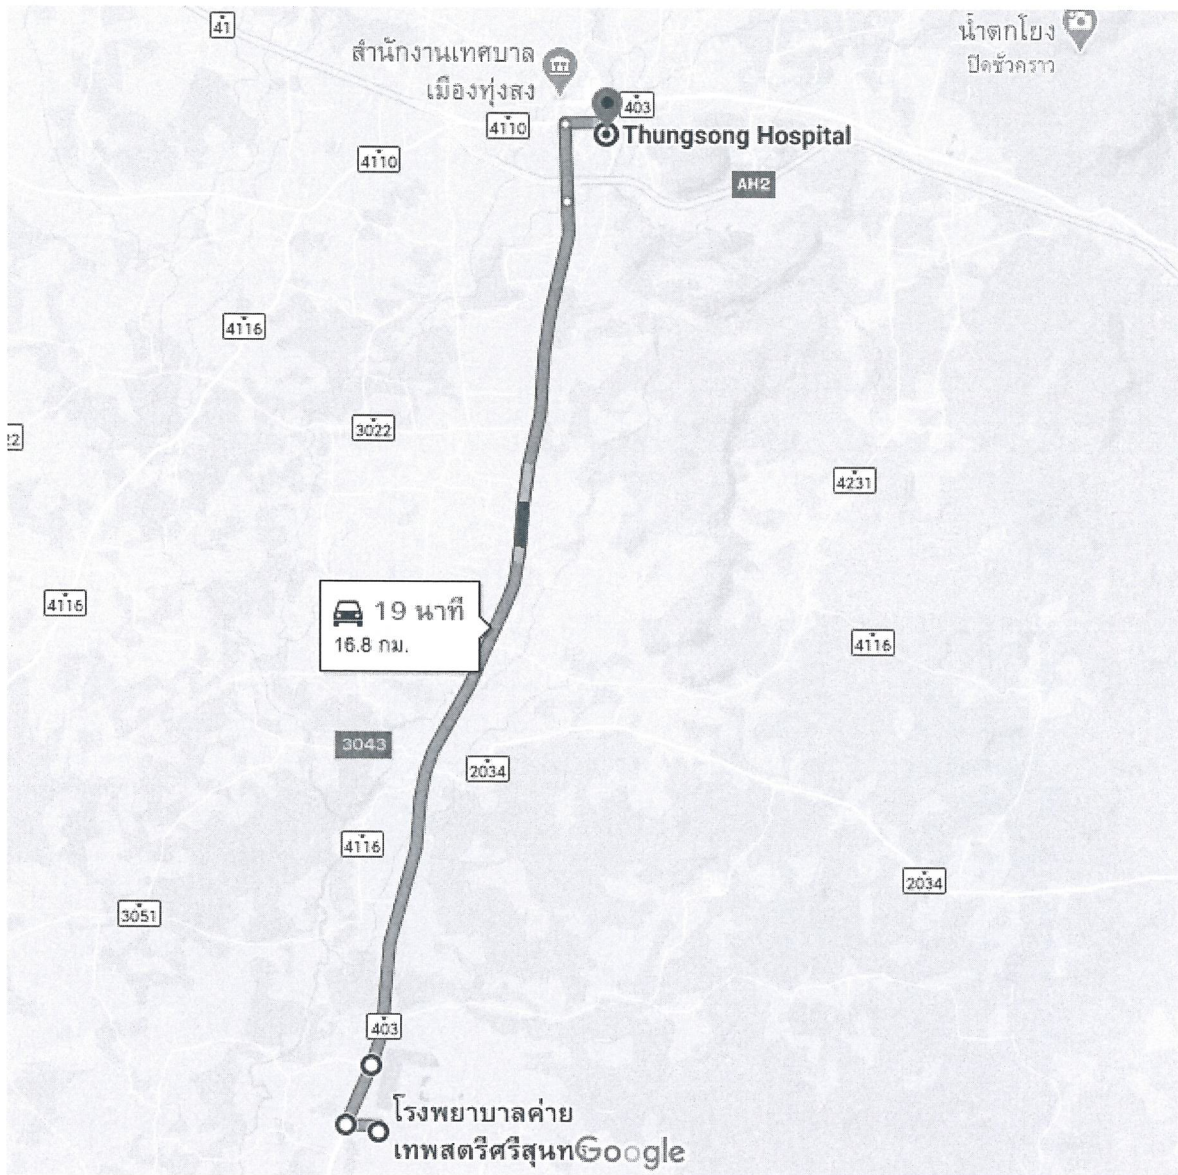 41
สำนักงานเทศบาล
เมืองทุ่งสง
น้ำตกโยง
ปิดชั่วคราว
403
4110
Thungsong Hospital
4110
AH2
4116
3022
22
4231
4116
19 นาที
16.8 กม.
4116
3043
2034
4116
2034
3051
403
โรงพยาบาลค่าย
เทพสตรีศรีสุนท
Google